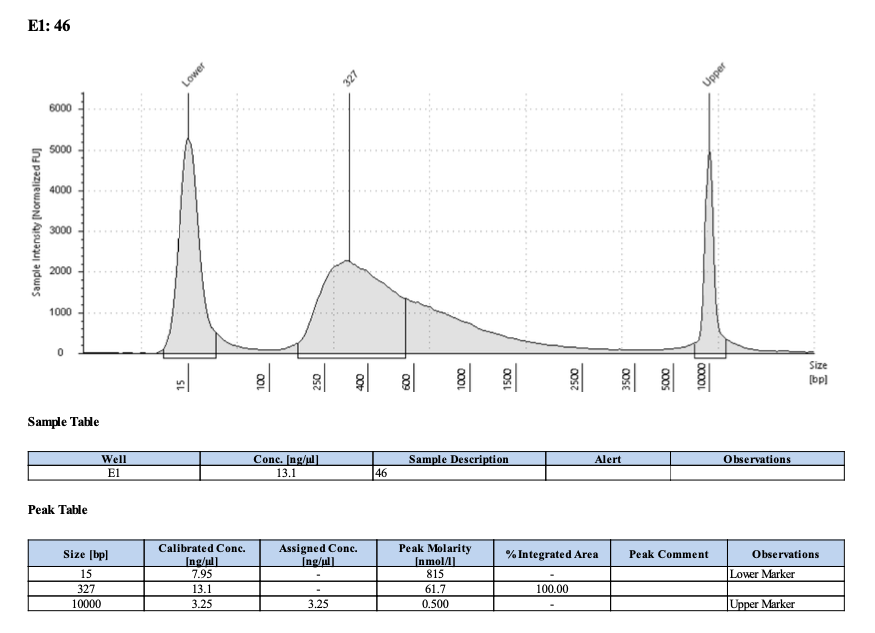 E1: 46
Lower
327
Upper
Sample Intensity [Normalized FU]
6000
5000
4000
3000
2000
1000
0
15
100
250
400
600
1000
1500
2500
3500
5000
10000
Size
[bp]
Sample Table
Well Conc. [ng/µl] Sample Description Alert Observations
E1 13.1 46
Peak Table
Size [bp] Calibrated Conc. [ng/µl] Assigned Conc. [ng/µl] Peak Molarity [nmol/l] % Integrated Area Peak Comment Observations
15 7.95 - 815 - Lower Marker
327 13.1 - 61.7 100.00
10000 3.25 3.25 0.500 - Upper Marker